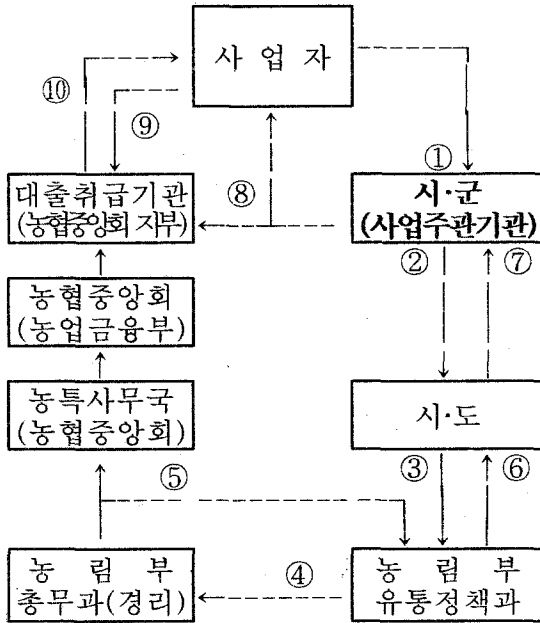 사 업 자
⑩
⑨
①
대출취급기관
(농협중앙회 지부)
⑧
시·군
(사업주관기관)
②
⑦
농협중앙회
(농업금융부)
농특사무국
(농협중앙회)
시·도
⑤
③
⑥
농 림 부
총무과(경리)
④
농 림 부
유통정책과